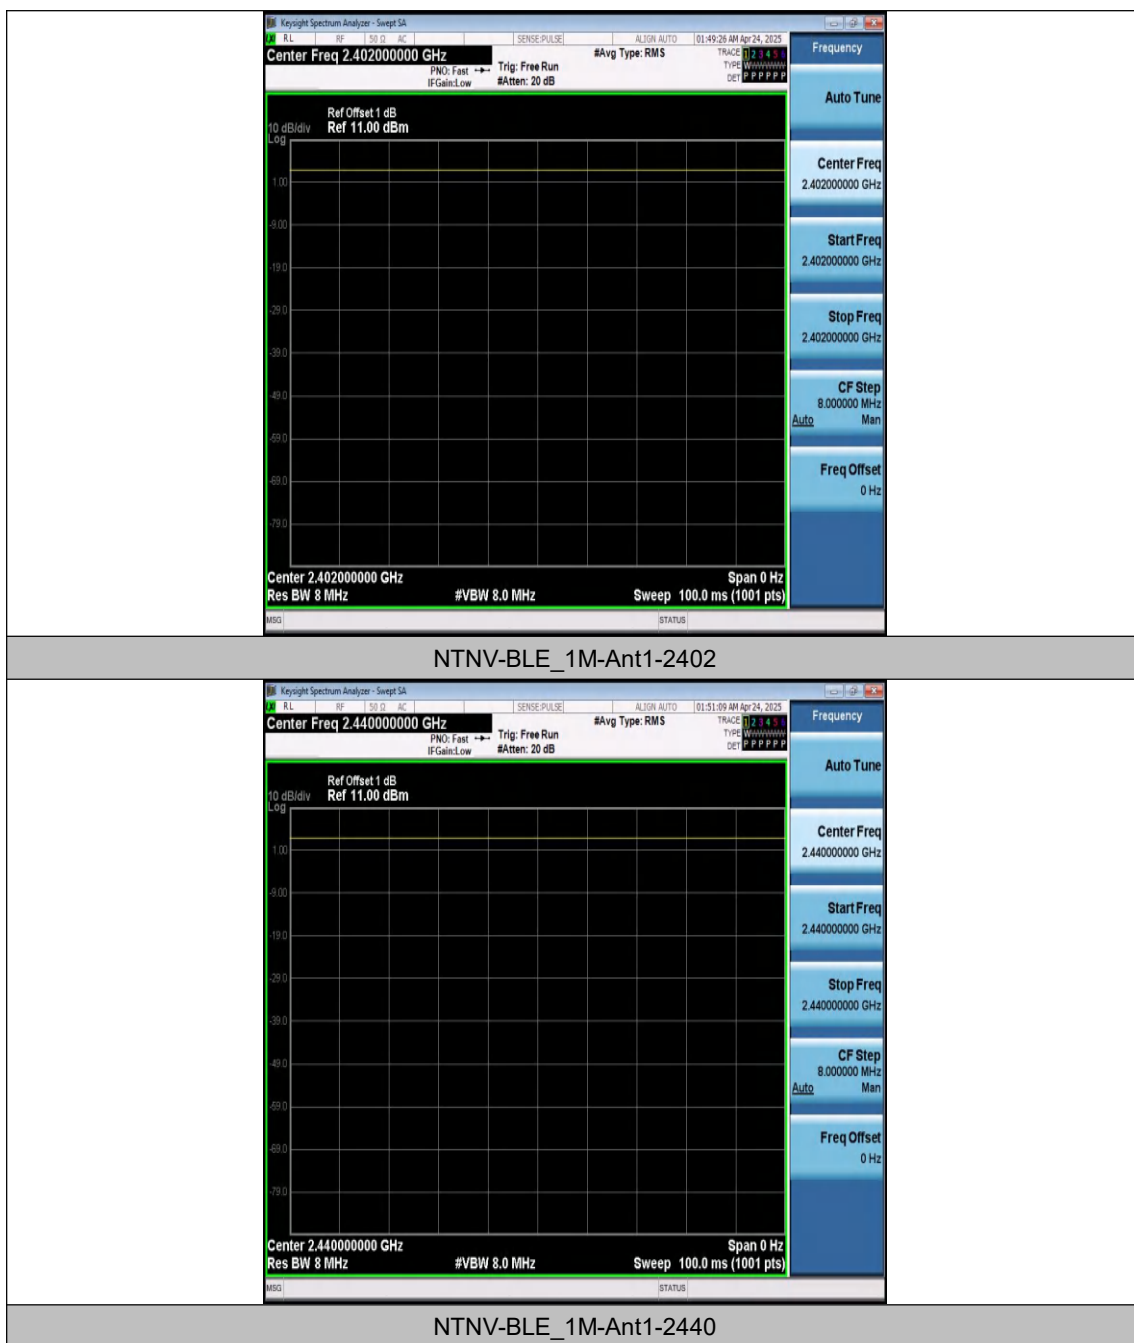 Keysight Spectrum Analyzer - Swept SA
RL RF 50 Ω AC SENSE:PULSE ALIGN AUTO 01:49:26 AM Apr 24, 2025
Center Freq 2.402000000 GHz #Avg Type: RMS TRACE 1 2 3 4 5 6
PNO: Fast Trig: Free Run TYPE W
IFGain:Low #Atten: 20 dB DET P P P P P P
Ref Offset 1 dB
10 dB/div Ref 11.00 dBm
Log
1.00
-9.00
-19.0
-29.0
-39.0
-49.0
-59.0
-69.0
-79.0
Center 2.402000000 GHz Span 0 Hz
Res BW 8 MHz #VBW 8.0 MHz Sweep 100.0 ms (1001 pts)
MSG STATUS
Frequency
Auto Tune
Center Freq
2.402000000 GHz
Start Freq
2.402000000 GHz
Stop Freq
2.402000000 GHz
CF Step
8.000000 MHz
Auto Man
Freq Offset
0 Hz
NTNV-BLE_1M-Ant1-2402
Keysight Spectrum Analyzer - Swept SA
RL RF 50 Ω AC SENSE:PULSE ALIGN AUTO 01:51:09 AM Apr 24, 2025
Center Freq 2.440000000 GHz #Avg Type: RMS TRACE 1 2 3 4 5 6
PNO: Fast Trig: Free Run TYPE W
IFGain:Low #Atten: 20 dB DET P P P P P P
Ref Offset 1 dB
10 dB/div Ref 11.00 dBm
Log
1.00
-9.00
-19.0
-29.0
-39.0
-49.0
-59.0
-69.0
-79.0
Center 2.440000000 GHz Span 0 Hz
Res BW 8 MHz #VBW 8.0 MHz Sweep 100.0 ms (1001 pts)
MSG STATUS
Frequency
Auto Tune
Center Freq
2.440000000 GHz
Start Freq
2.440000000 GHz
Stop Freq
2.440000000 GHz
CF Step
8.000000 MHz
Auto Man
Freq Offset
0 Hz
NTNV-BLE_1M-Ant1-2440